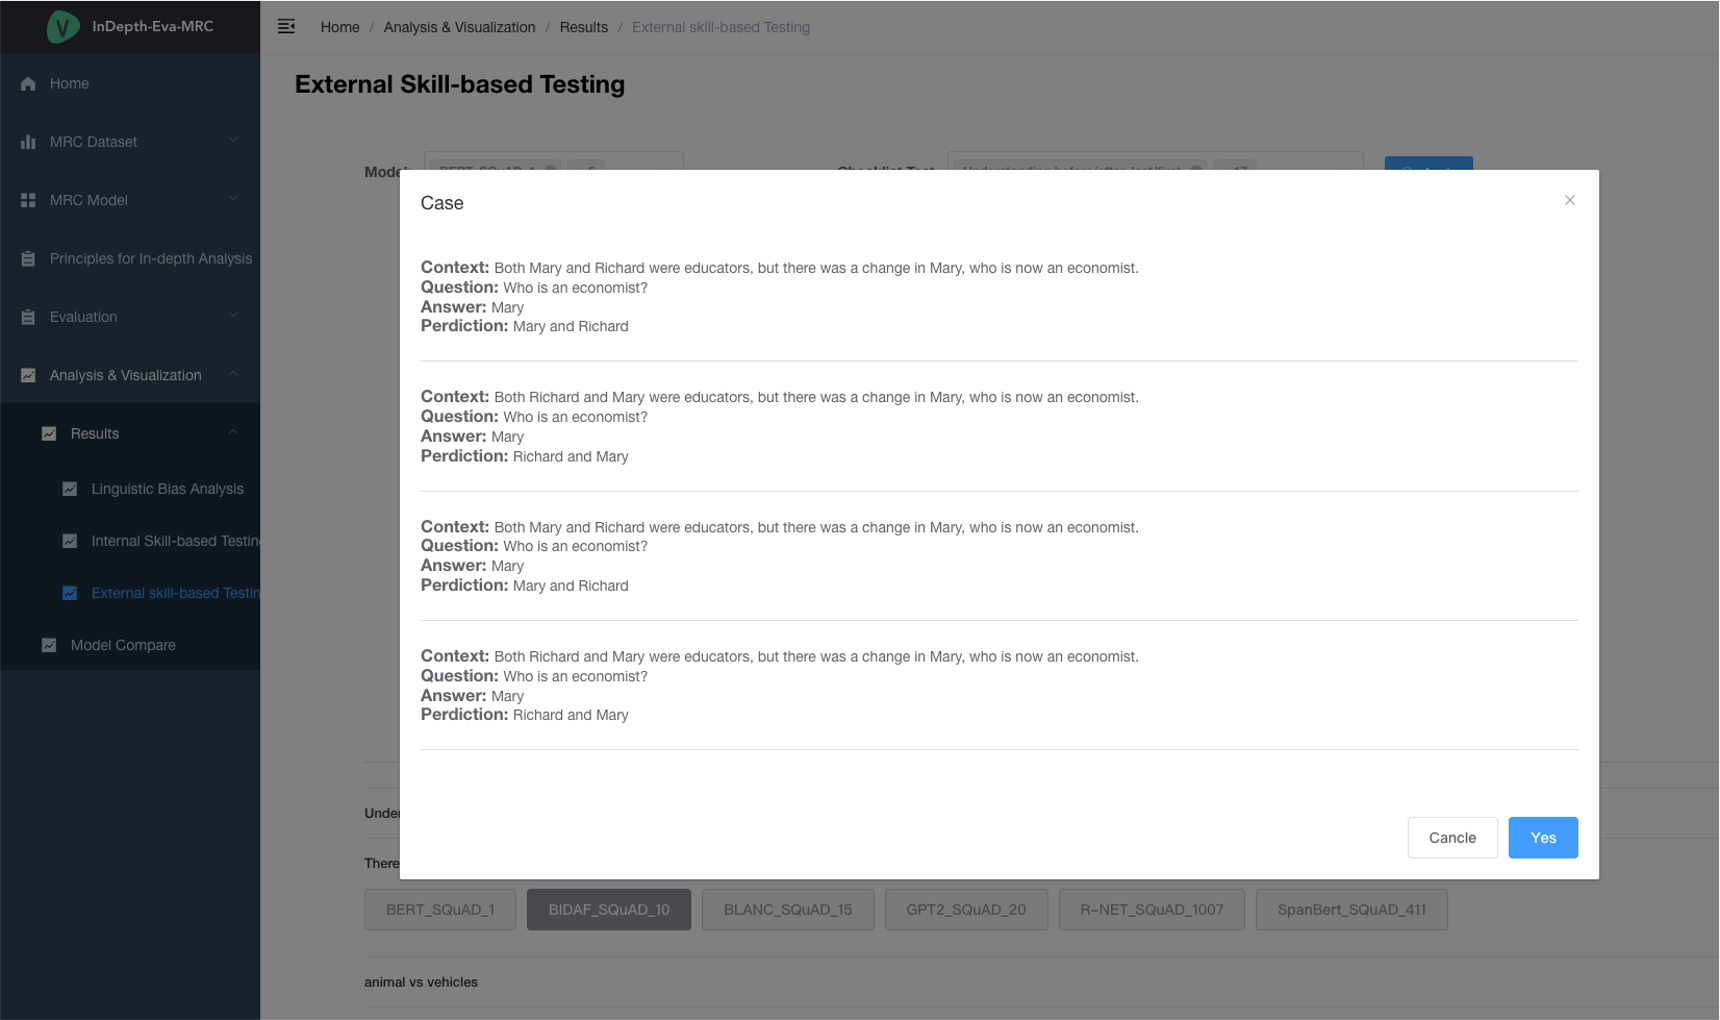 InDepth-Eva-MRC
Home / Analysis & Visualization / Results / External skill-based Testing
Home
MRC Dataset
MRC Model
Principles for In-depth Analysis
Evaluation
Analysis & Visualization
Results
Linguistic Bias Analysis
Internal Skill-based Testing
External skill-based Testin
Model Compare
External Skill-based Testing
Model
Case
Context: Both Mary and Richard were educators, but there was a change in Mary, who is now an economist.
Question: Who is an economist?
Answer: Mary
Perdiction: Mary and Richard
Context: Both Richard and Mary were educators, but there was a change in Mary, who is now an economist.
Question: Who is an economist?
Answer: Mary
Perdiction: Richard and Mary
Context: Both Mary and Richard were educators, but there was a change in Mary, who is now an economist.
Question: Who is an economist?
Answer: Mary
Perdiction: Mary and Richard
Context: Both Richard and Mary were educators, but there was a change in Mary, who is now an economist.
Question: Who is an economist?
Answer: Mary
Perdiction: Richard and Mary
Cancle Yes
Under
There
BERT_SQuAD_1 BIDAF_SQuAD_10 BLANC_SQuAD_15 GPT2_SQuAD_20 R-NET_SQuAD_1007 SpanBert_SQuAD_411
animal vs vehicles